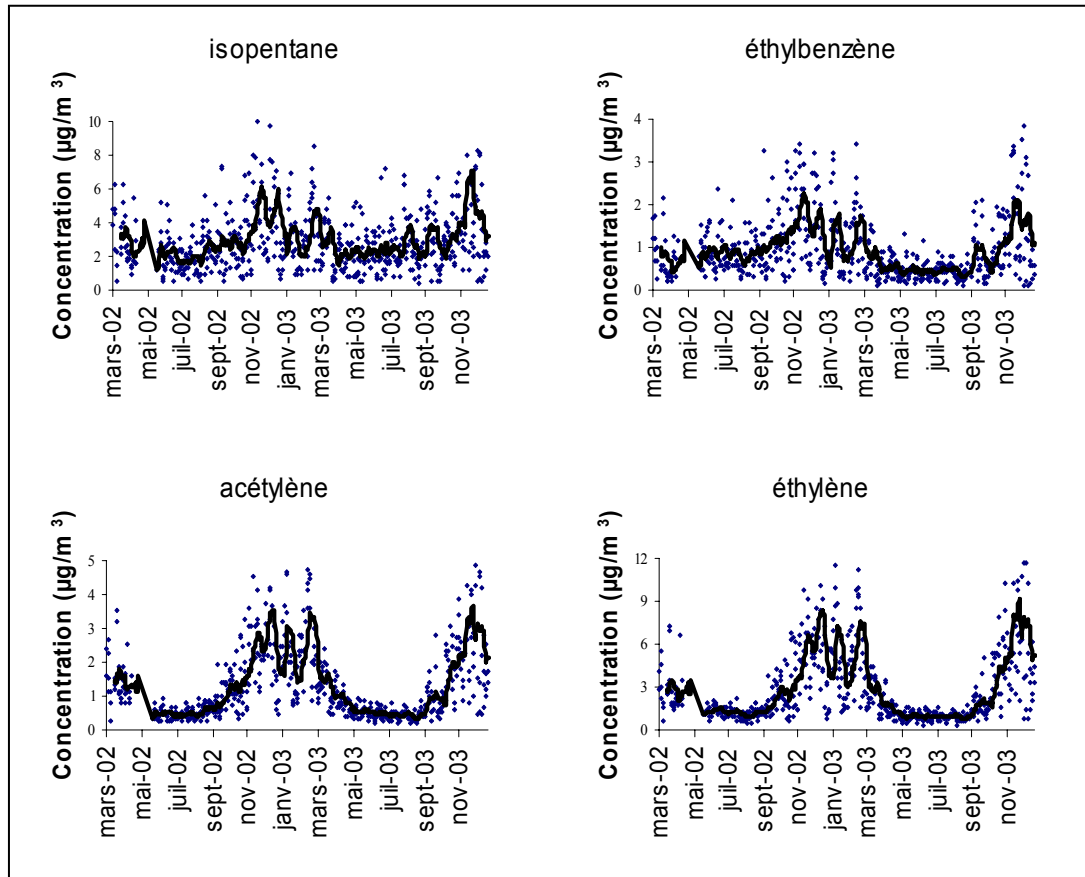 isopentane
Concentration (µg/m ³)
10
8
6
4
2
0
mars-02
mai-02
juil-02
sept-02
nov-02
janv-03
mars-03
mai-03
juil-03
sept-03
nov-03
éthylbenzène
Concentration (µg/m ³)
4
3
2
1
0
mars-02
mai-02
juil-02
sept-02
nov-02
janv-03
mars-03
mai-03
juil-03
sept-03
nov-03
acétylène
Concentration (µg/m ³)
5
4
3
2
1
0
mars-02
mai-02
juil-02
sept-02
nov-02
janv-03
mars-03
mai-03
juil-03
sept-03
nov-03
éthylène
Concentration (µg/m ³)
12
9
6
3
0
mars-02
mai-02
juil-02
sept-02
nov-02
janv-03
mars-03
mai-03
juil-03
sept-03
nov-03